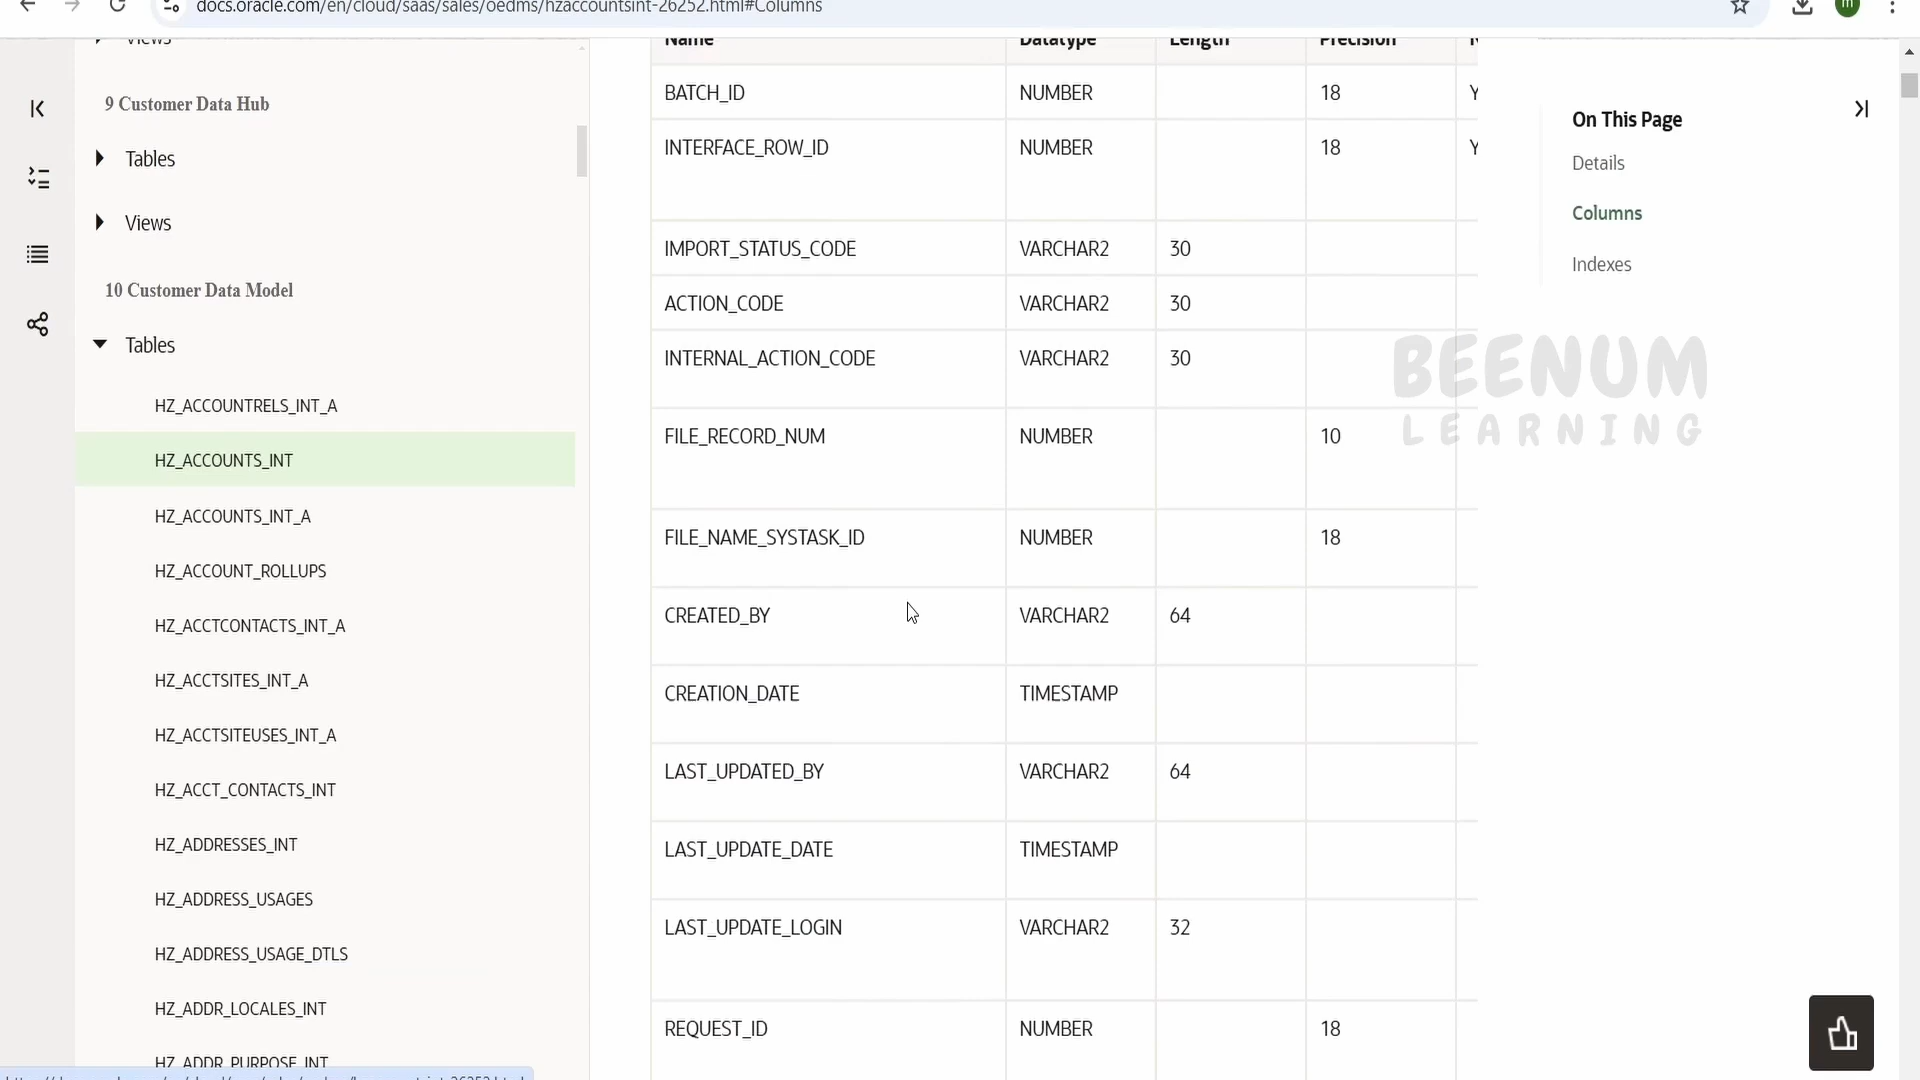 docs.oracle.com/en/cloud/saas/sales/oedms/hzaccountsint-26252.html#Columns
m
Views
9 Customer Data Hub
Tables
Views
10 Customer Data Model
Tables
HZ_ACCOUNTRELS_INT_A
HZ_ACCOUNTS_INT
HZ_ACCOUNTS_INT_A
HZ_ACCOUNT_ROLLUPS
HZ_ACCTCONTACTS_INT_A
HZ_ACCTSITES_INT_A
HZ_ACCTSITEUSES_INT_A
HZ_ACCT_CONTACTS_INT
HZ_ADDRESSES_INT
HZ_ADDRESS_USAGES
HZ_ADDRESS_USAGE_DTLS
HZ_ADDR_LOCALES_INT
HZ_ADDR_PURPOSE_INT
Name Datatype Length Precision
BATCH_ID NUMBER 18 Y
INTERFACE_ROW_ID NUMBER 18 Y
IMPORT_STATUS_CODE VARCHAR2 30
ACTION_CODE VARCHAR2 30
INTERNAL_ACTION_CODE VARCHAR2 30
FILE_RECORD_NUM NUMBER 10
FILE_NAME_SYSTASK_ID NUMBER 18
CREATED_BY VARCHAR2 64
CREATION_DATE TIMESTAMP
LAST_UPDATED_BY VARCHAR2 64
LAST_UPDATE_DATE TIMESTAMP
LAST_UPDATE_LOGIN VARCHAR2 32
REQUEST_ID NUMBER 18
On This Page
Details
Columns
Indexes
BEENUM
LEARNING